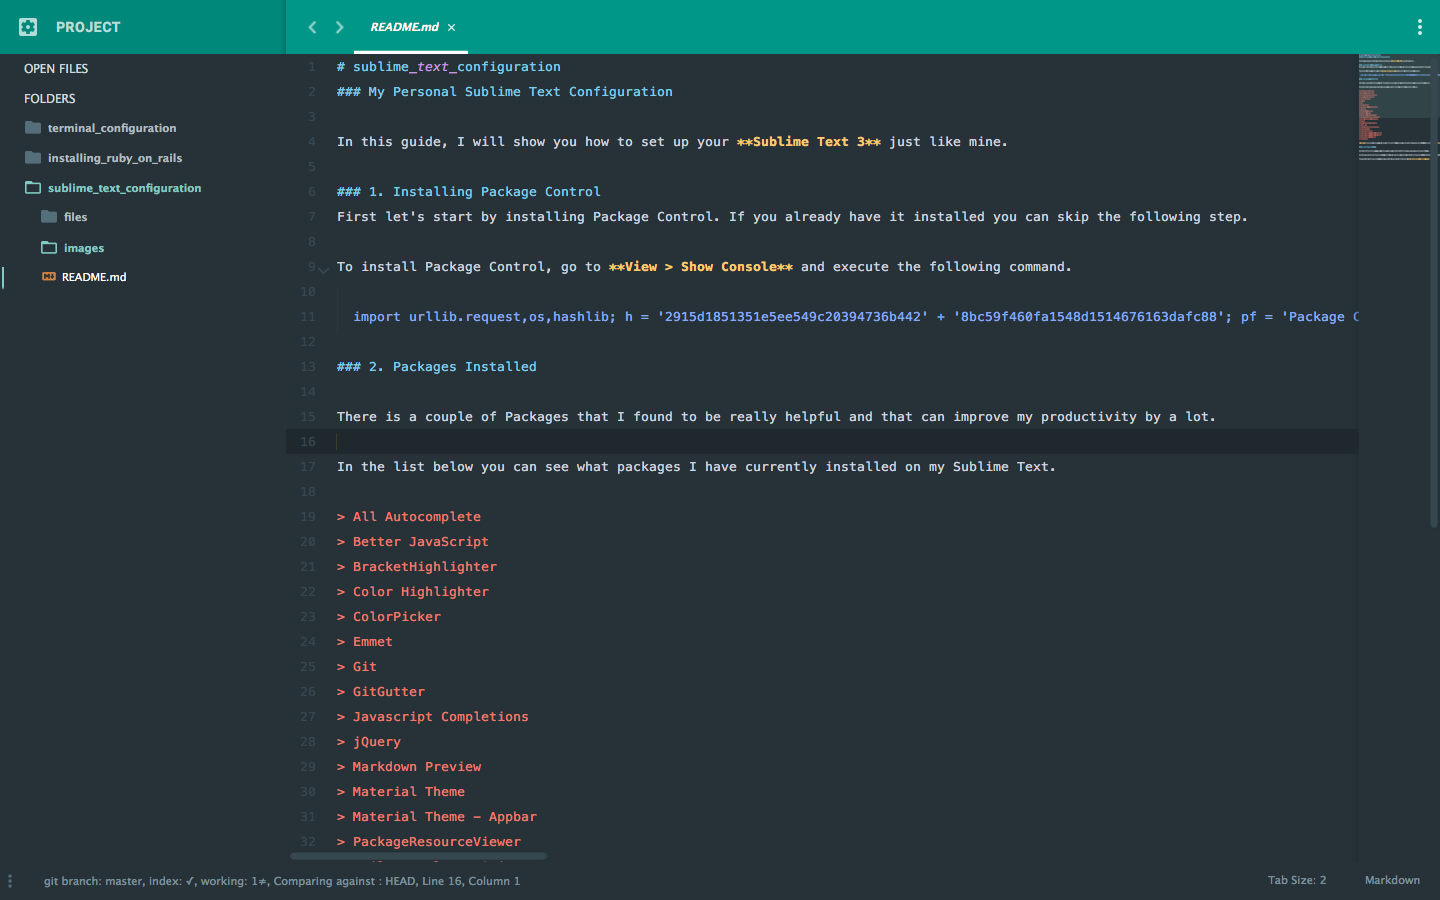 PROJECT
README.md ×
OPEN FILES
FOLDERS
terminal_configuration
installing_ruby_on_rails
sublime_text_configuration
files
images
README.md
1 # sublime_text_configuration
2 ### My Personal Sublime Text Configuration
3
4 In this guide, I will show you how to set up your **Sublime Text 3** just like mine.
5
6 ### 1. Installing Package Control
7 First let's start by installing Package Control. If you already have it installed you can skip the following step.
8
9 To install Package Control, go to **View > Show Console** and execute the following command.
10
11 import urllib.request,os,hashlib; h = '2915d1851351e5ee549c20394736b442' + '8bc59f460fa1548d1514676163dafc88'; pf = 'Package C
12
13 ### 2. Packages Installed
14
15 There is a couple of Packages that I found to be really helpful and that can improve my productivity by a lot.
16
17 In the list below you can see what packages I have currently installed on my Sublime Text.
18
19 > All Autocomplete
20 > Better JavaScript
21 > BracketHighlighter
22 > Color Highlighter
23 > ColorPicker
24 > Emmet
25 > Git
26 > GitGutter
27 > Javascript Completions
28 > jQuery
29 > Markdown Preview
30 > Material Theme
31 > Material Theme - Appbar
32 > PackageResourceViewer
git branch: master, index: ✓, working: 1≠, Comparing against : HEAD, Line 16, Column 1
Tab Size: 2
Markdown